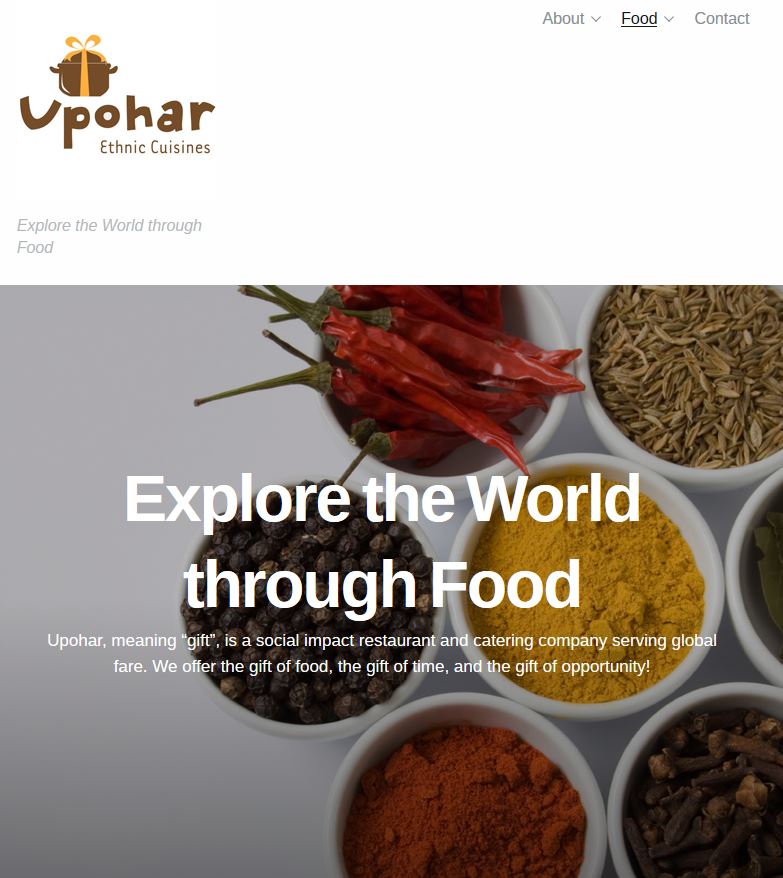 About Food Contact
Upohar
Ethnic Cuisines
Explore the World through
Food
Explore the World
through Food
Upohar, meaning “gift”, is a social impact restaurant and catering company serving global
fare. We offer the gift of food, the gift of time, and the gift of opportunity!